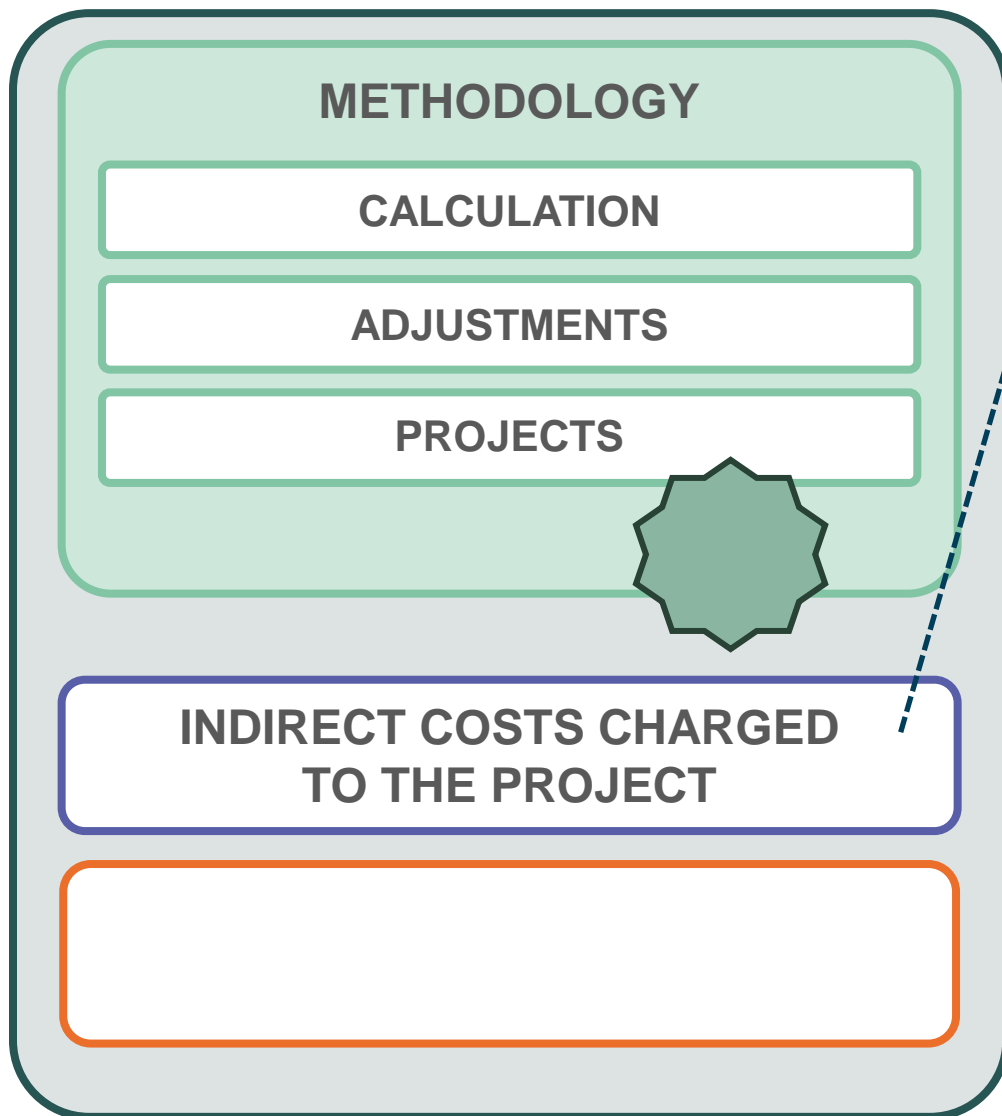 METHODOLOGY
CALCULATION
ADJUSTMENTS
PROJECTS
INDIRECT COSTS CHARGED
TO THE PROJECT